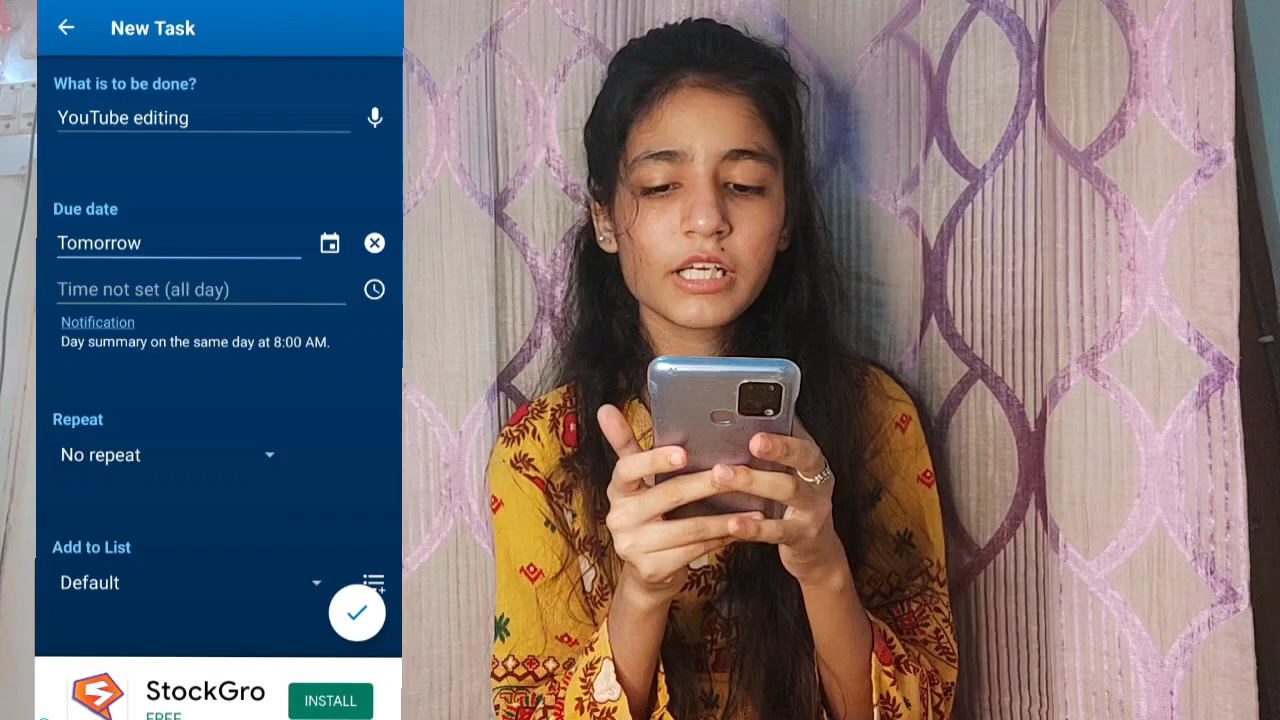 New Task
What is to be done?
YouTube editing
Due date
Tomorrow
Time not set (all day)
Notification
Day summary on the same day at 8:00 AM.
Repeat
No repeat
Add to List
Default
StockGro
INSTALL
FREE